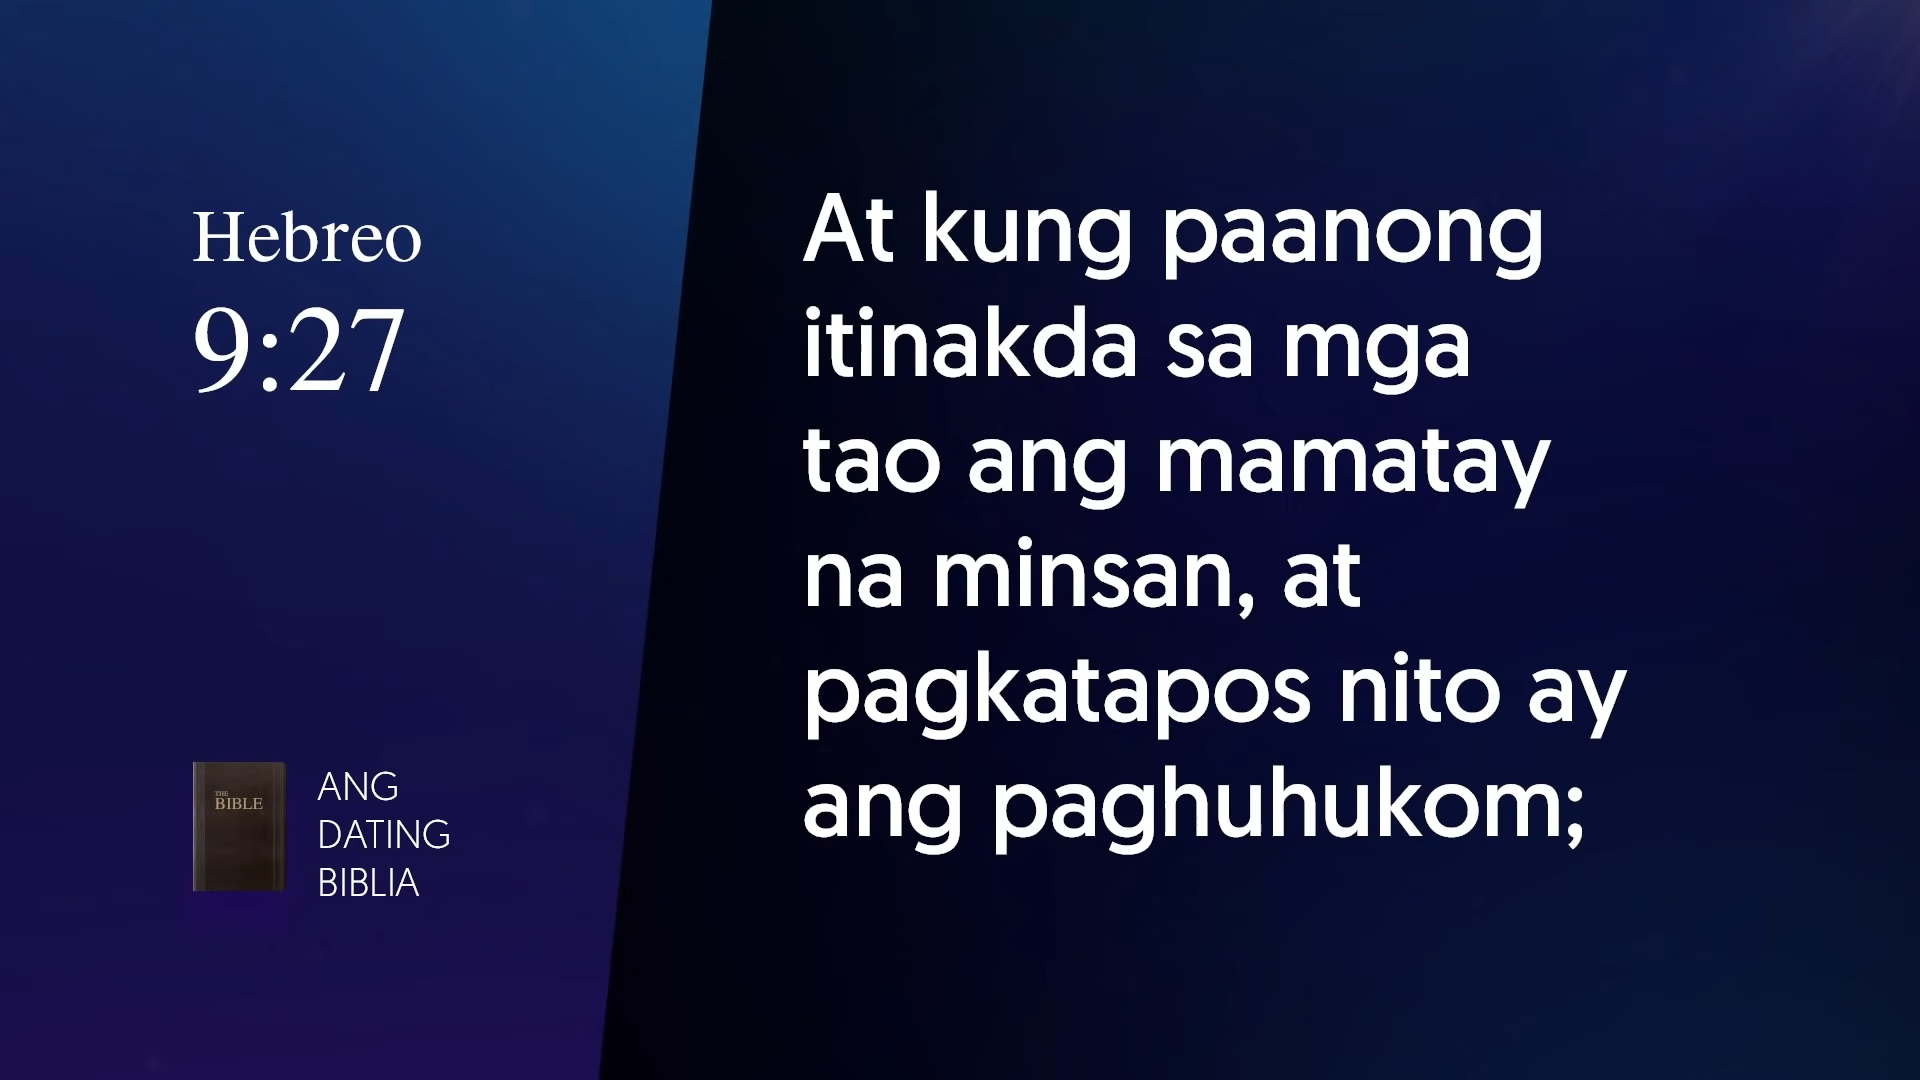 Hebreo
9:27
At kung paanong
itinakda sa mga
tao ang mamatay
na minsan, at
pagkatapos nito ay
ang paghuhukom;
THE
BIBLE
ANG
DATING
BIBLIA